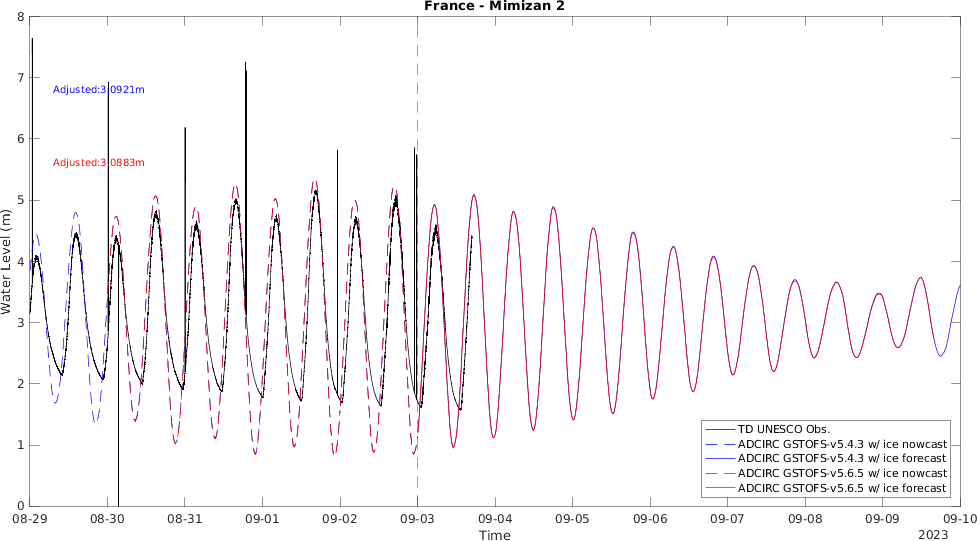 France - Mimizan 2
8
7
6
5
4
3
2
1
0
Water Level (m)
Adjusted:3.0921m
Adjusted:3.0883m
TD UNESCO Obs.
ADCIRC GSTOFS-v5.4.3 w/ ice nowcast
ADCIRC GSTOFS-v5.4.3 w/ ice forecast
ADCIRC GSTOFS-v5.6.5 w/ ice nowcast
ADCIRC GSTOFS-v5.6.5 w/ ice forecast
08-29 08-30 08-31 09-01 09-02 09-03 09-04 09-05 09-06 09-07 09-08 09-09 09-10
Time
2023